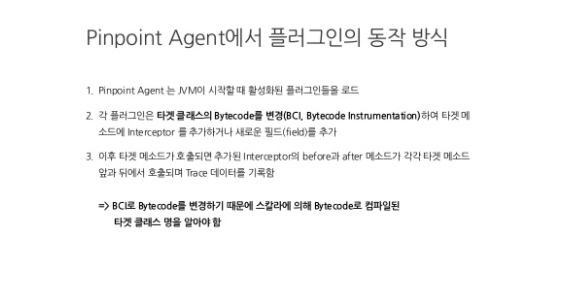 Pinpoint Agent에서 플러그인의 동작 방식
1. Pinpoint Agent 는 JVM이 시작할 때 활성화된 플러그인들을 로드
2. 각 플러그인은 타겟 클래스의 Bytecode를 변경(BCI, Bytecode Instrumentation)하여 타겟 메
소드에 Interceptor 를 추가하거나 새로운 필드(field)를 추가
3. 이후 타겟 메소드가 호출되면 추가된 Interceptor의 before과 after 메소드가 각각 타겟 메소드
앞과 뒤에서 호출되며 Trace 데이터를 기록함
=> BCI로 Bytecode를 변경하기 때문에 스칼라에 의해 Bytecode로 컴파일된
타겟 클래스 명을 알아야 함